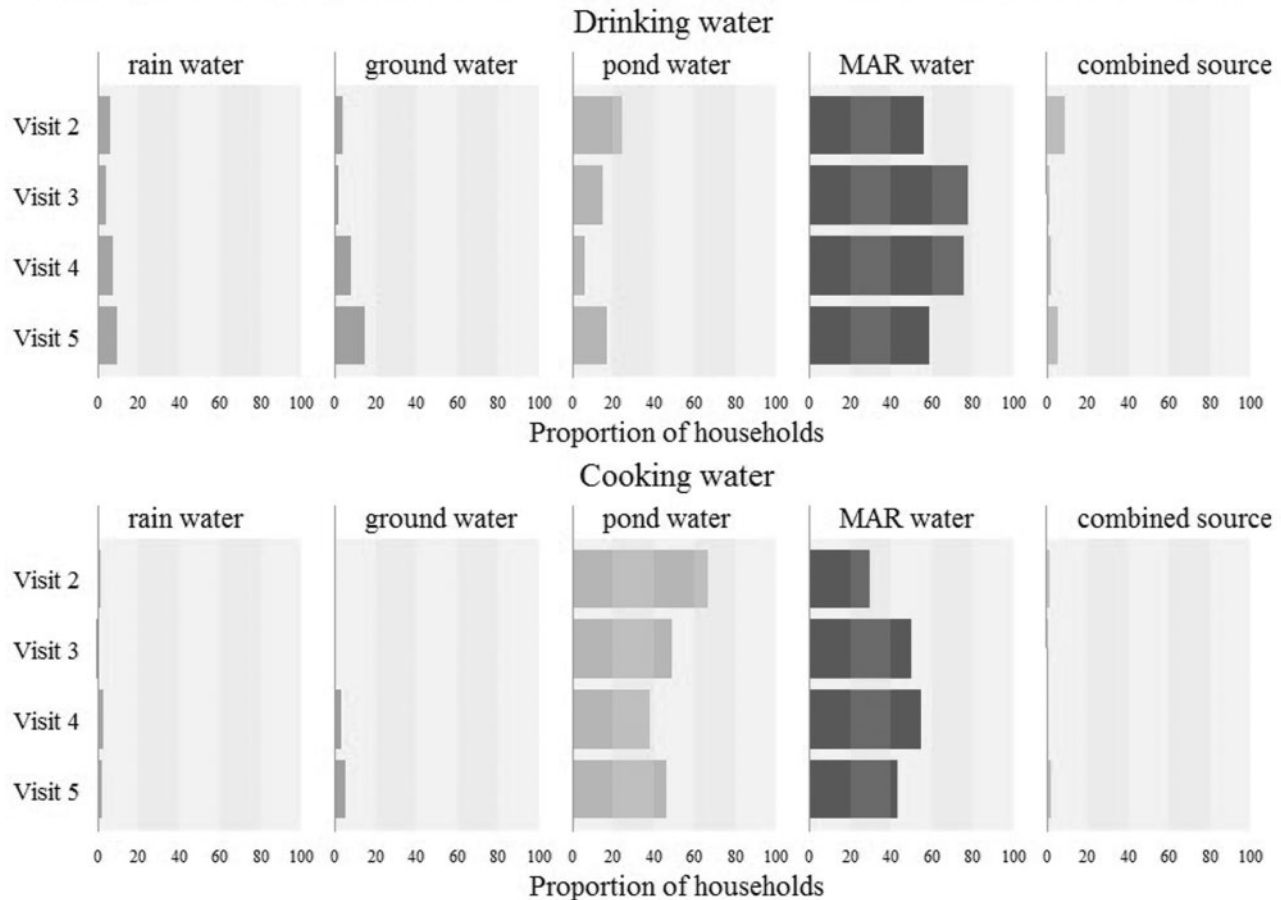 Drinking water
rain water ground water pond water MAR water combined source
Visit 2
Visit 3
Visit 4
Visit 5
0 20 40 60 80 100 0 20 40 60 80 100 0 20 40 60 80 100 0 20 40 60 80 100 0 20 40 60 80 100
Proportion of households
Cooking water
rain water ground water pond water MAR water combined source
Visit 2
Visit 3
Visit 4
Visit 5
0 20 40 60 80 100 0 20 40 60 80 100 0 20 40 60 80 100 0 20 40 60 80 100 0 20 40 60 80 100
Proportion of households